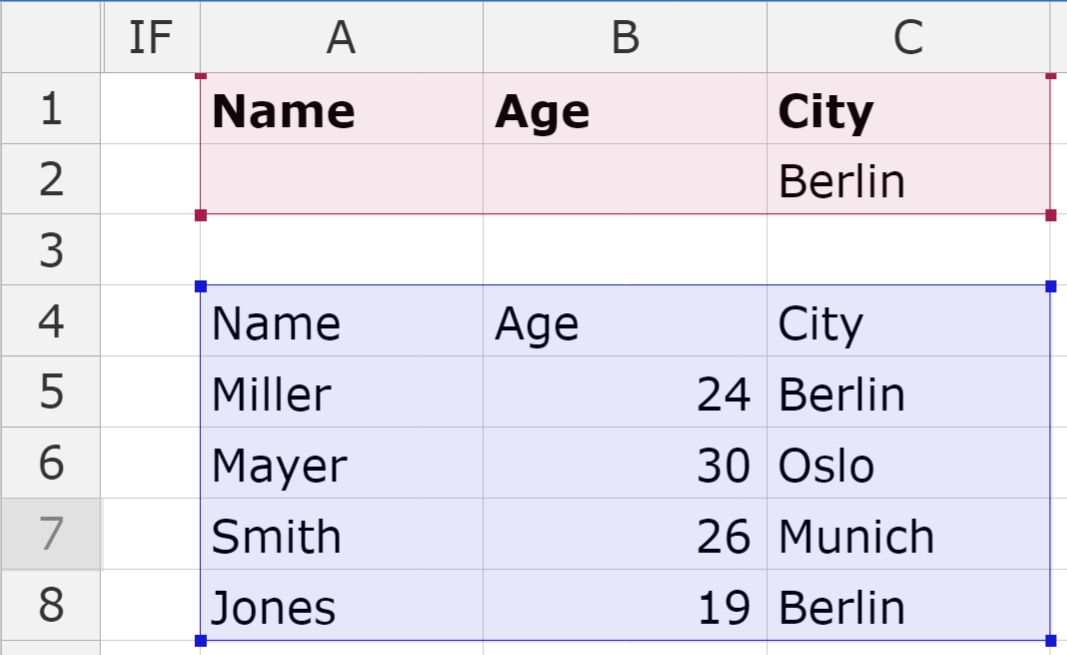 IF A B C
1 Name Age City
2 Berlin
3
4 Name Age City
5 Miller 24 Berlin
6 Mayer 30 Oslo
7 Smith 26 Munich
8 Jones 19 Berlin